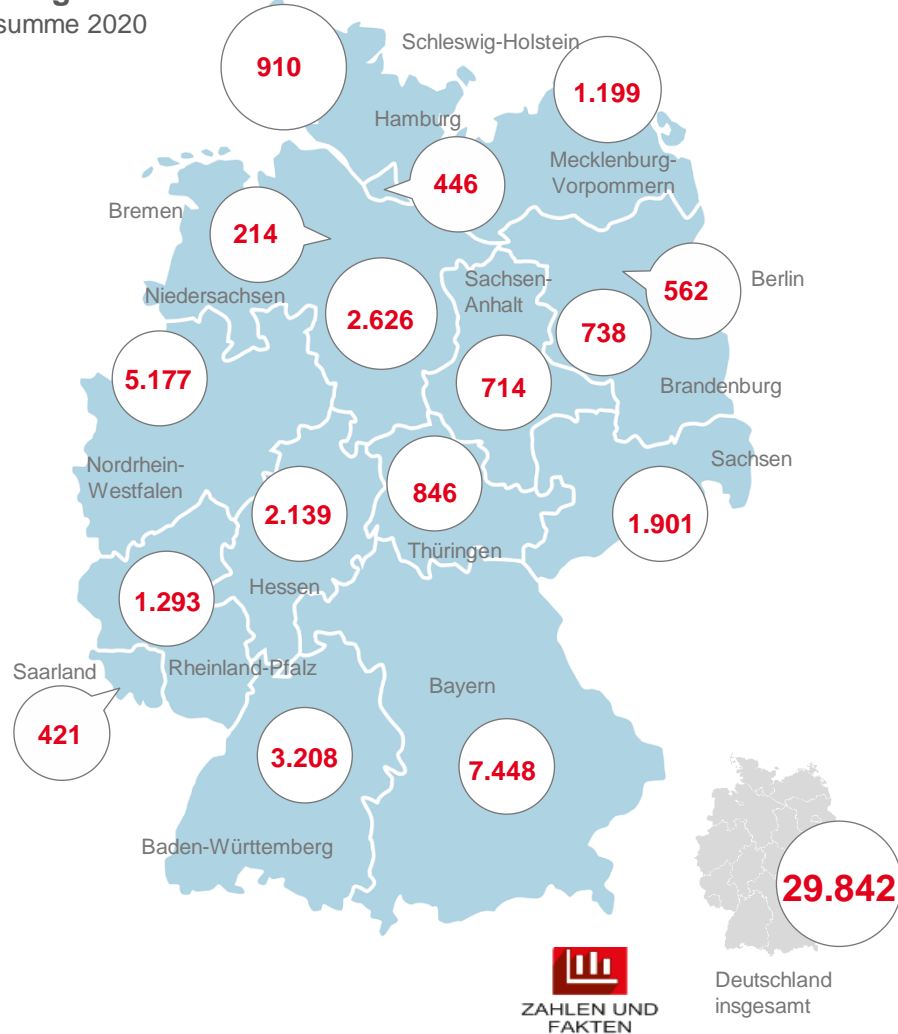 summe 2020
Schleswig-Holstein
910
1.199
Hamburg
Mecklenburg-
Vorpommern
446
Bremen
214
Sachsen-
Anhalt
Berlin
562
Niedersachsen
2.626
738
5.177
714
Brandenburg
Sachsen
Nordrhein-
Westfalen
846
2.139
1.901
Thüringen
Hessen
1.293
Saarland
Rheinland-Pfalz
Bayern
421
3.208
7.448
Baden-Württemberg
29.842
Deutschland
insgesamt
ZAHLEN UND
FAKTEN